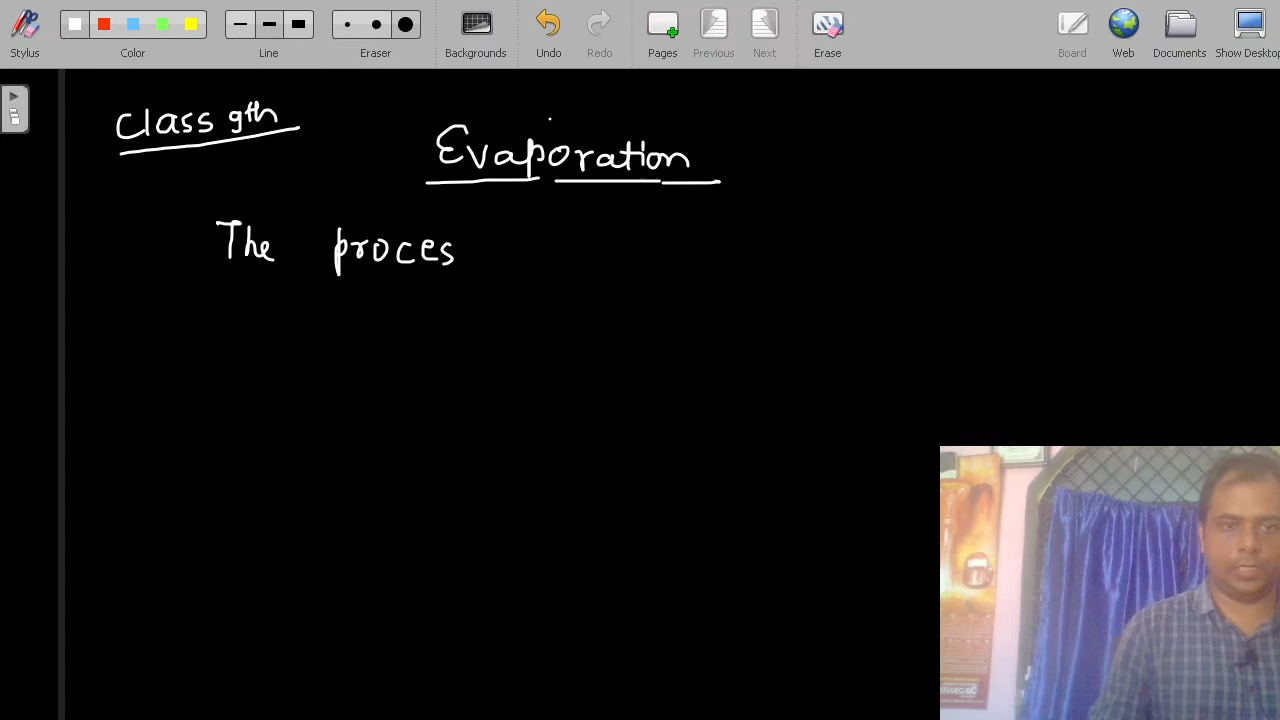 Stylus Color Line Eraser Backgrounds Undo Redo Pages Previous Next Erase Board Web Documents Show Deskto
Class 9th
Evaporation
The proces